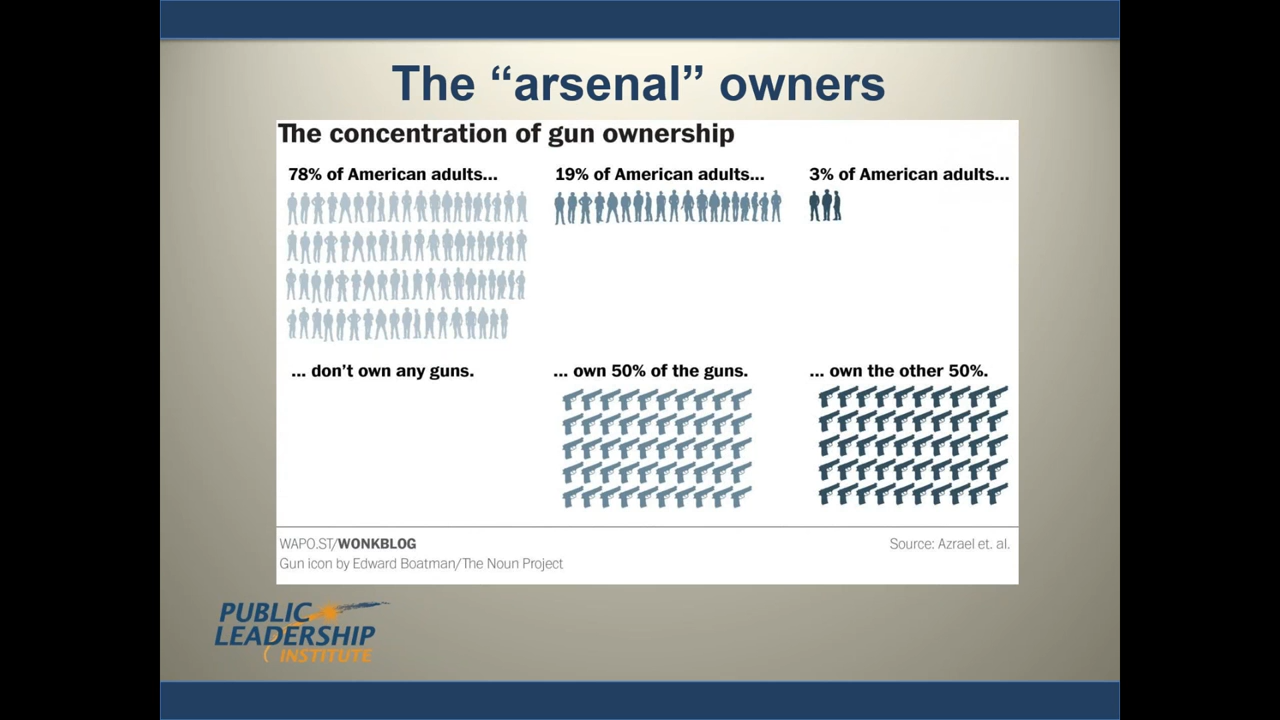 The “arsenal” owners
The concentration of gun ownership
78% of American adults...
19% of American adults...
3% of American adults...
... don’t own any guns.
... own 50% of the guns.
... own the other 50%.
WAPO.ST/WONKBLOG
Source: Azrael et. al.
Gun icon by Edward Boatman/The Noun Project
PUBLIC
LEADERSHIP
INSTITUTE